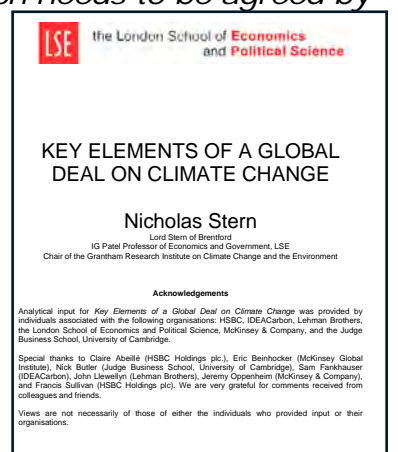 n needs to be agreed by
LSE the London School of Economics
and Political Science
KEY ELEMENTS OF A GLOBAL
DEAL ON CLIMATE CHANGE
Nicholas Stern
Lord Stern of Brentford
IG Patel Professor of Economics and Government, LSE
Chair of the Grantham Research Institute on Climate Change and the Environment
Acknowledgements
Analytical input for Key Elements of a Global Deal on Climate Change was provided by
individuals associated with the following organisations: HSBC, IDEACarbon, Lehman Brothers,
the London School of Economics and Political Science, McKinsey & Company, and the Judge
Business School, University of Cambridge.
Special thanks to Claire Abeillé (HSBC Holdings plc.), Eric Beinhocker (McKinsey Global
Institute), Nick Butler (Judge Business School, University of Cambridge), Sam Fankhauser
(IDEACarbon), John Llewellyn (Lehman Brothers), Jeremy Oppenheim (McKinsey & Company),
and Francis Sullivan (HSBC Holdings plc). We are very grateful for comments received from
colleagues and friends.
Views are not necessarily of those of either the individuals who provided input or their
organisations.